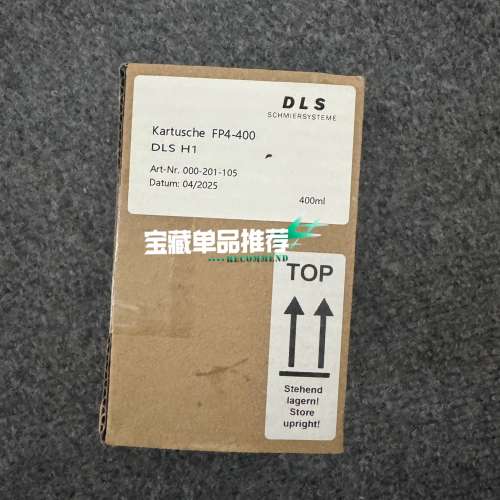 DLS
SCHMIERSYSTEME
Kartusche FP4-400
DLS H1
Art-Nr. 000-201-105
Datum: 04/2025
400ml
宝藏单品推荐
RECOMMEND
TOP
Stehend
lagern!
Store
upright!